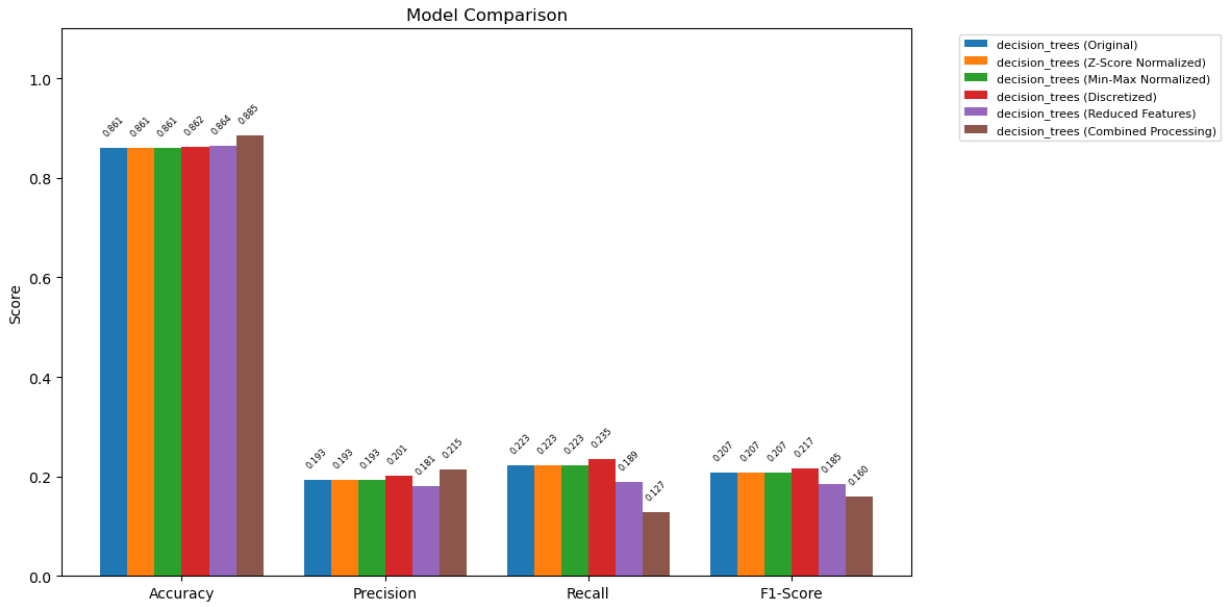 Model Comparison
decision_trees (Original)
decision_trees (Z-Score Normalized)
decision_trees (Min-Max Normalized)
decision_trees (Discretized)
decision_trees (Reduced Features)
decision_trees (Combined Processing)
Score
1.0
0.8
0.6
0.4
0.2
0.0
0.861
0.861
0.861
0.862
0.864
0.885
0.193
0.193
0.193
0.201
0.181
0.215
0.223
0.223
0.223
0.235
0.189
0.127
0.207
0.207
0.207
0.217
0.185
0.160
Accuracy
Precision
Recall
F1-Score